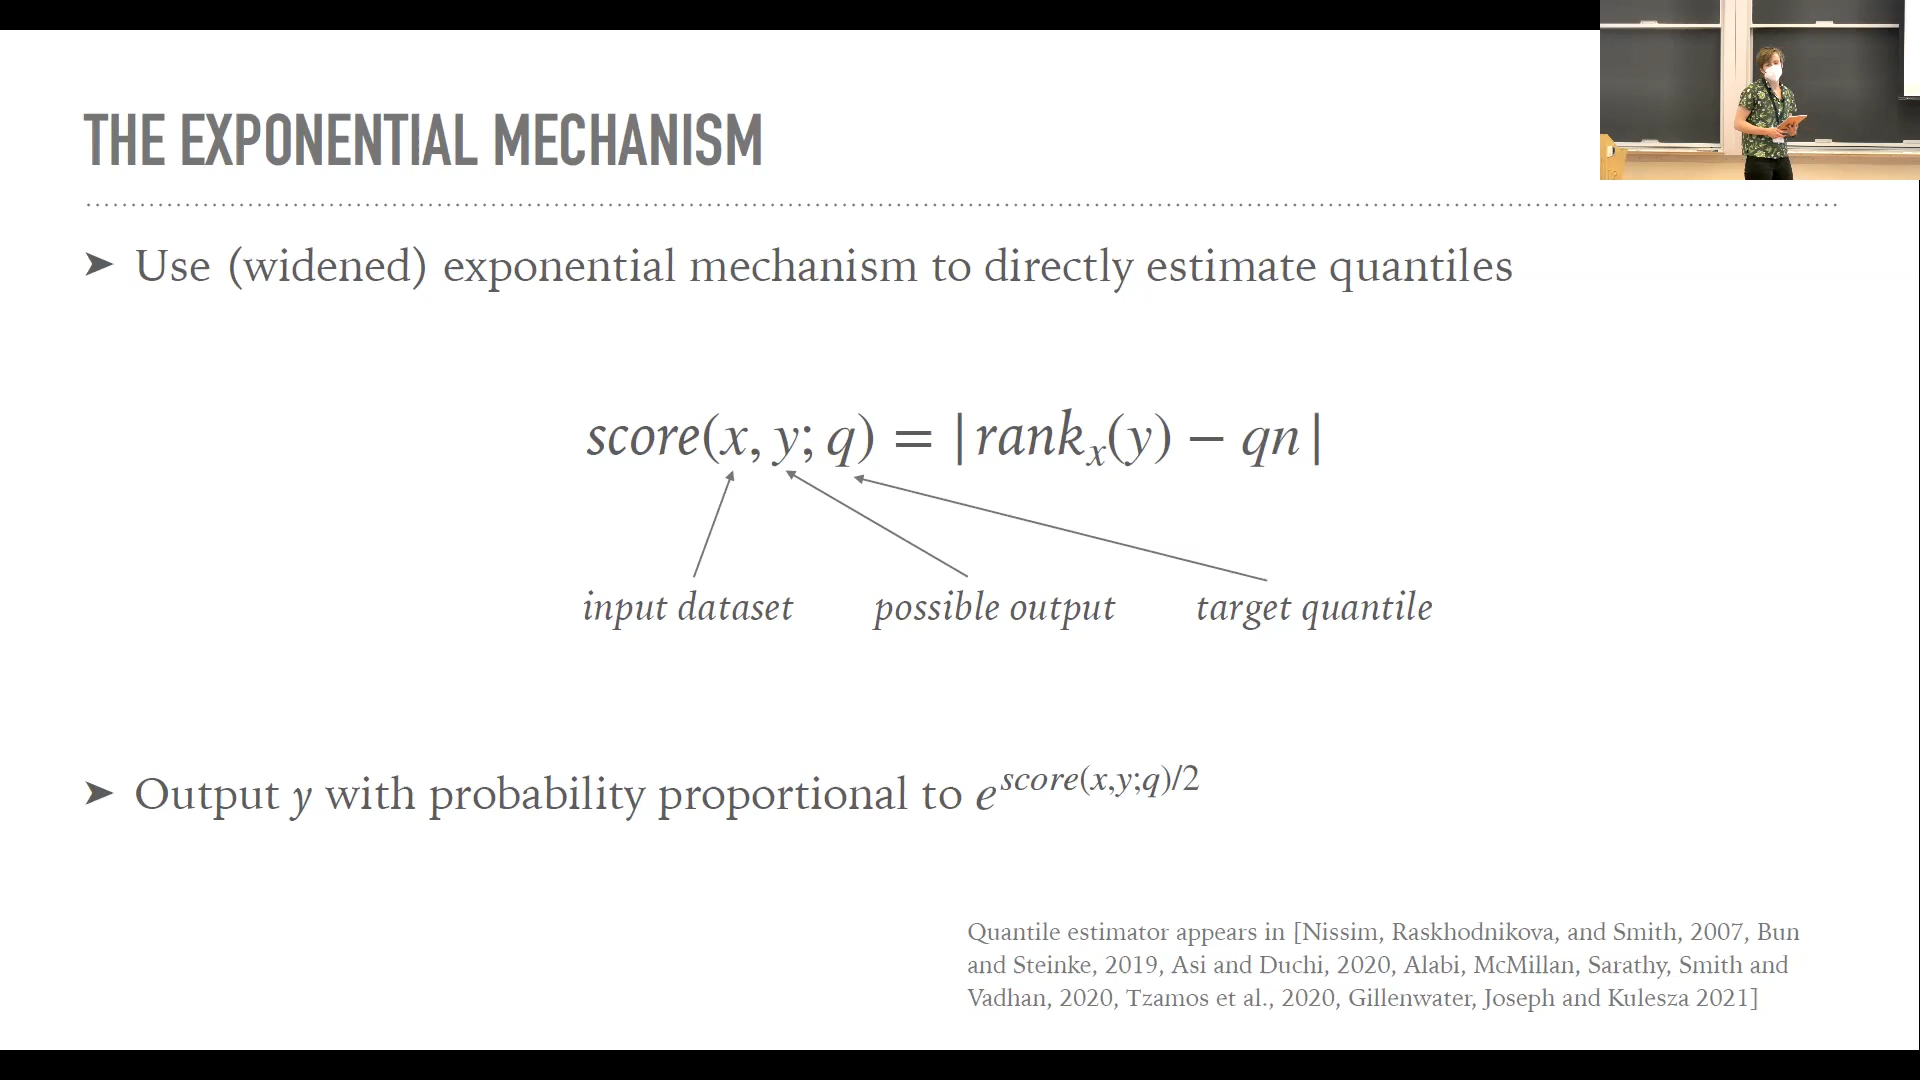 THE EXPONENTIAL MECHANISM
➤ Use (widened) exponential mechanism to directly estimate quantiles
score(x, y; q) = |rankₓ(y) − qn|
input dataset possible output target quantile
➤ Output y with probability proportional to e^{score(x,y;q)/2}
Quantile estimator appears in [Nissim, Raskhodnikova, and Smith, 2007, Bun
and Steinke, 2019, Asi and Duchi, 2020, Alabi, McMillan, Sarathy, Smith and
Vadhan, 2020, Tzamos et al., 2020, Gillenwater, Joseph and Kulesza 2021]